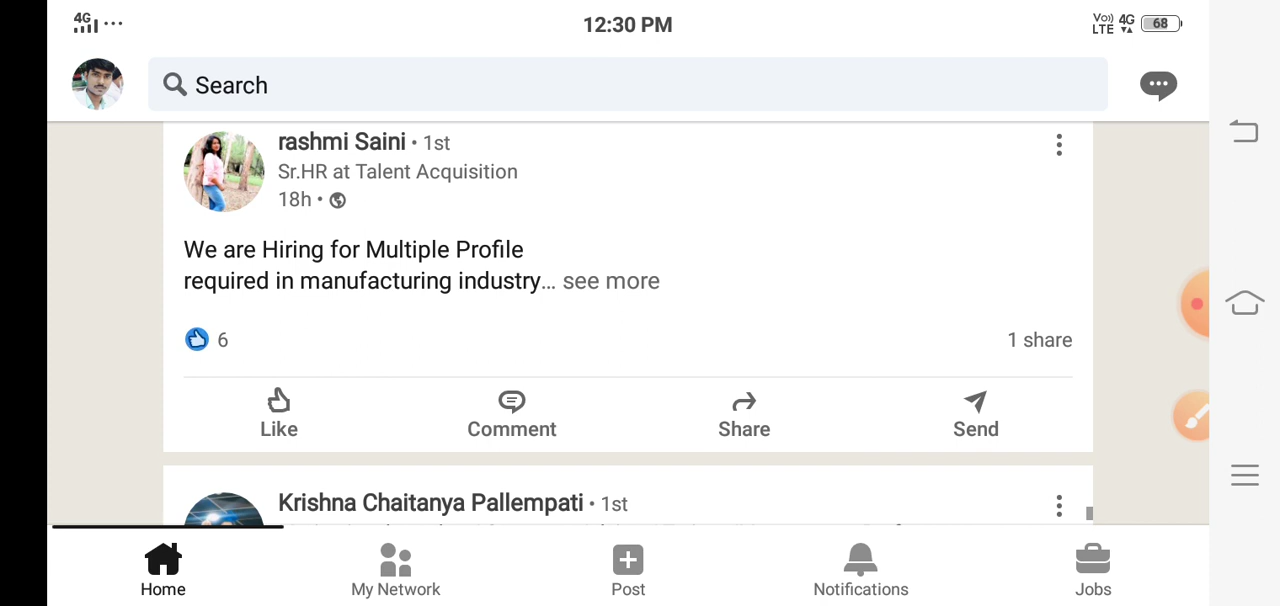 4G 12:30 PM Vo) LTE 4G 68
Search
rashmi Saini • 1st
Sr.HR at Talent Acquisition
18h •
We are Hiring for Multiple Profile
required in manufacturing industry... see more
6 1 share
Like Comment Share Send
Krishna Chaitanya Pallempati • 1st
Home My Network Post Notifications Jobs